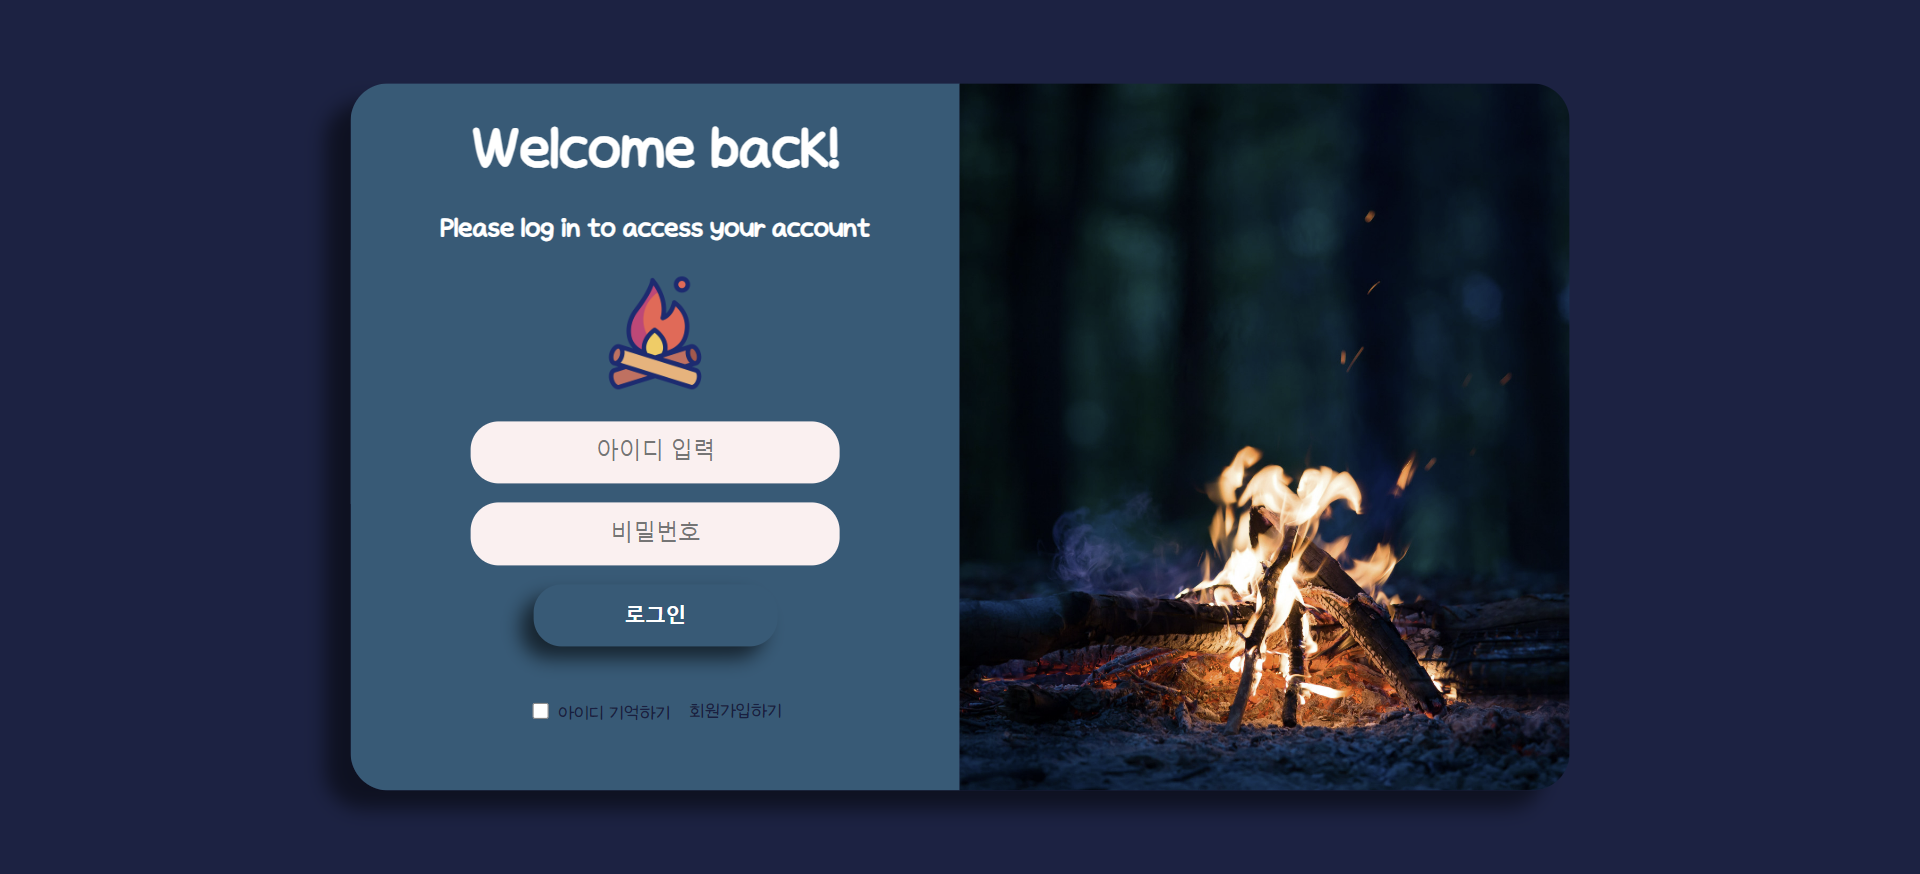 Welcome back!
Please log in to access your account
아이디 입력
비밀번호
로그인
아이디 기억하기 회원가입하기